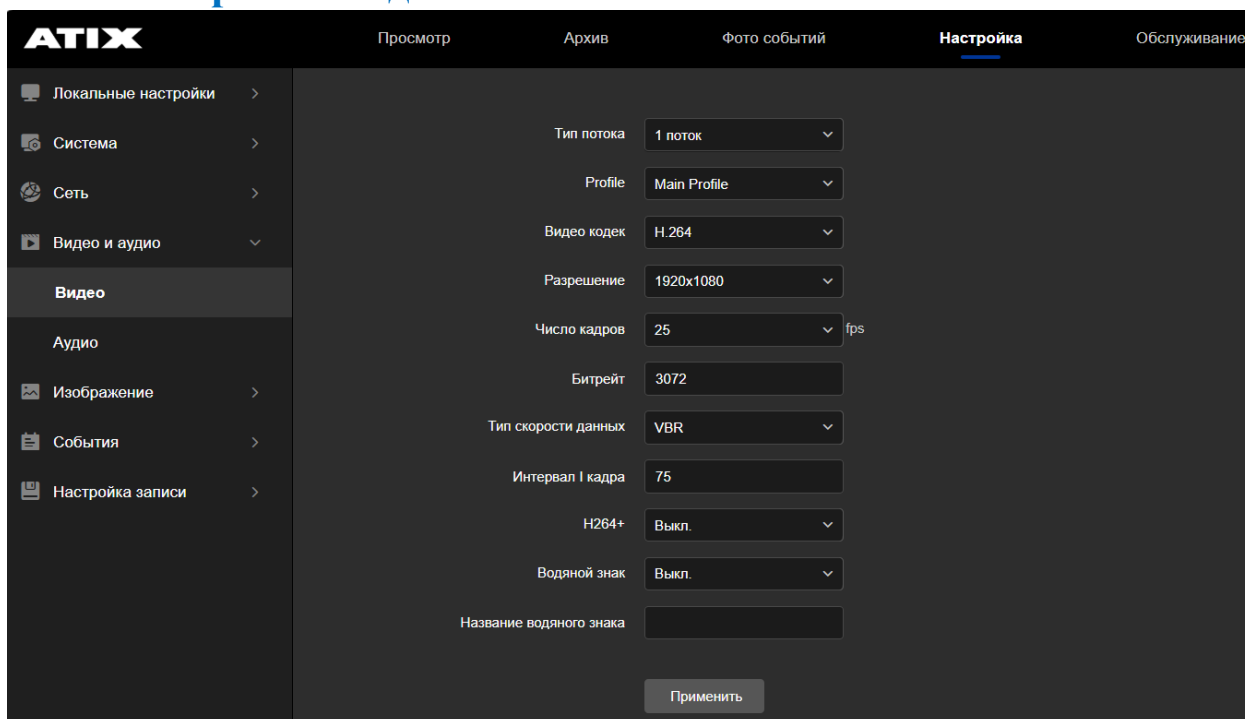 ATIX
Просмотр Архив Фото событий Настройка Обслуживание
Локальные настройки
Система
Сеть
Видео и аудио
Видео
Аудио
Изображение
События
Настройка записи
Тип потока 1 поток
Profile Main Profile
Видео кодек H.264
Разрешение 1920x1080
Число кадров 25 fps
Битрейт 3072
Тип скорости данных VBR
Интервал I кадра 75
H264+ Выкл.
Водяной знак Выкл.
Название водяного знака
Применить